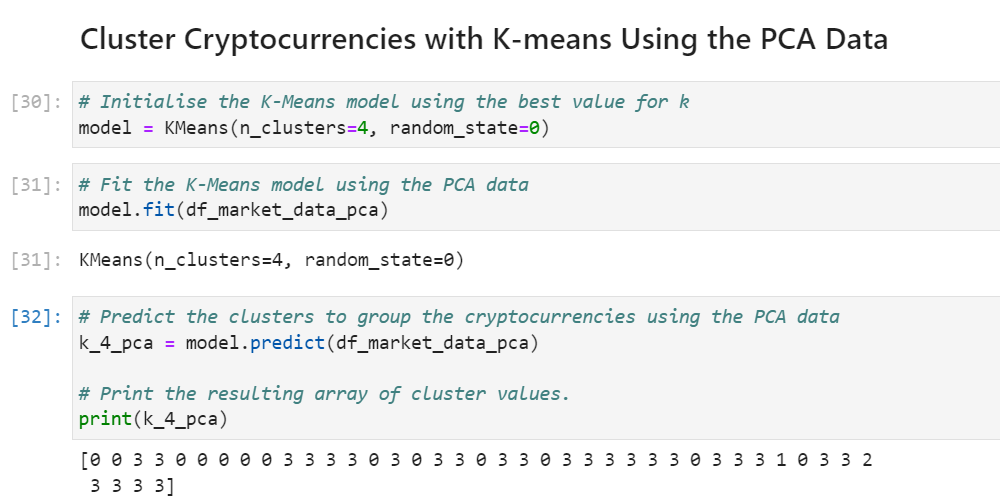 Cluster Cryptocurrencies with K-means Using the PCA Data
[30]: # Initialise the K-Means model using the best value for k
model = KMeans(n_clusters=4, random_state=0)
[31]: # Fit the K-Means model using the PCA data
model.fit(df_market_data_pca)
[31]: KMeans(n_clusters=4, random_state=0)
[32]: # Predict the clusters to group the cryptocurrencies using the PCA data
k_4_pca = model.predict(df_market_data_pca)
# Print the resulting array of cluster values.
print(k_4_pca)
[0 0 3 3 0 0 0 0 0 3 3 3 3 0 3 0 3 3 0 3 3 0 3 3 3 3 3 3 0 3 3 3 1 0 3 3 2
3 3 3 3]